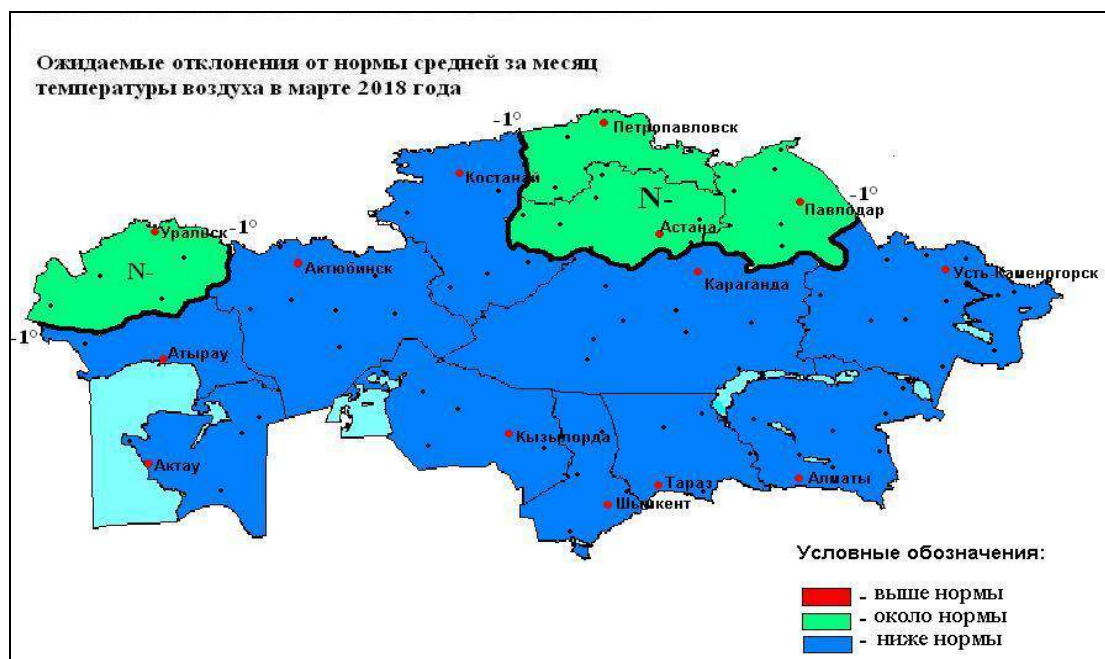 Ожидаемые отклонения от нормы средней за месяц
температуры воздуха в марте 2018 года
-1°
Петропавловск
Костанай
-1°
N-
Павлодар
Астана
-1°
Уральск
N-
Актюбинск
Караганда
Усть-Каменогорск
-1°
Атырау
Кызылорда
Актау
Тараз
Алматы
Шымкент
Условные обозначения:
- выше нормы
- около нормы
- ниже нормы